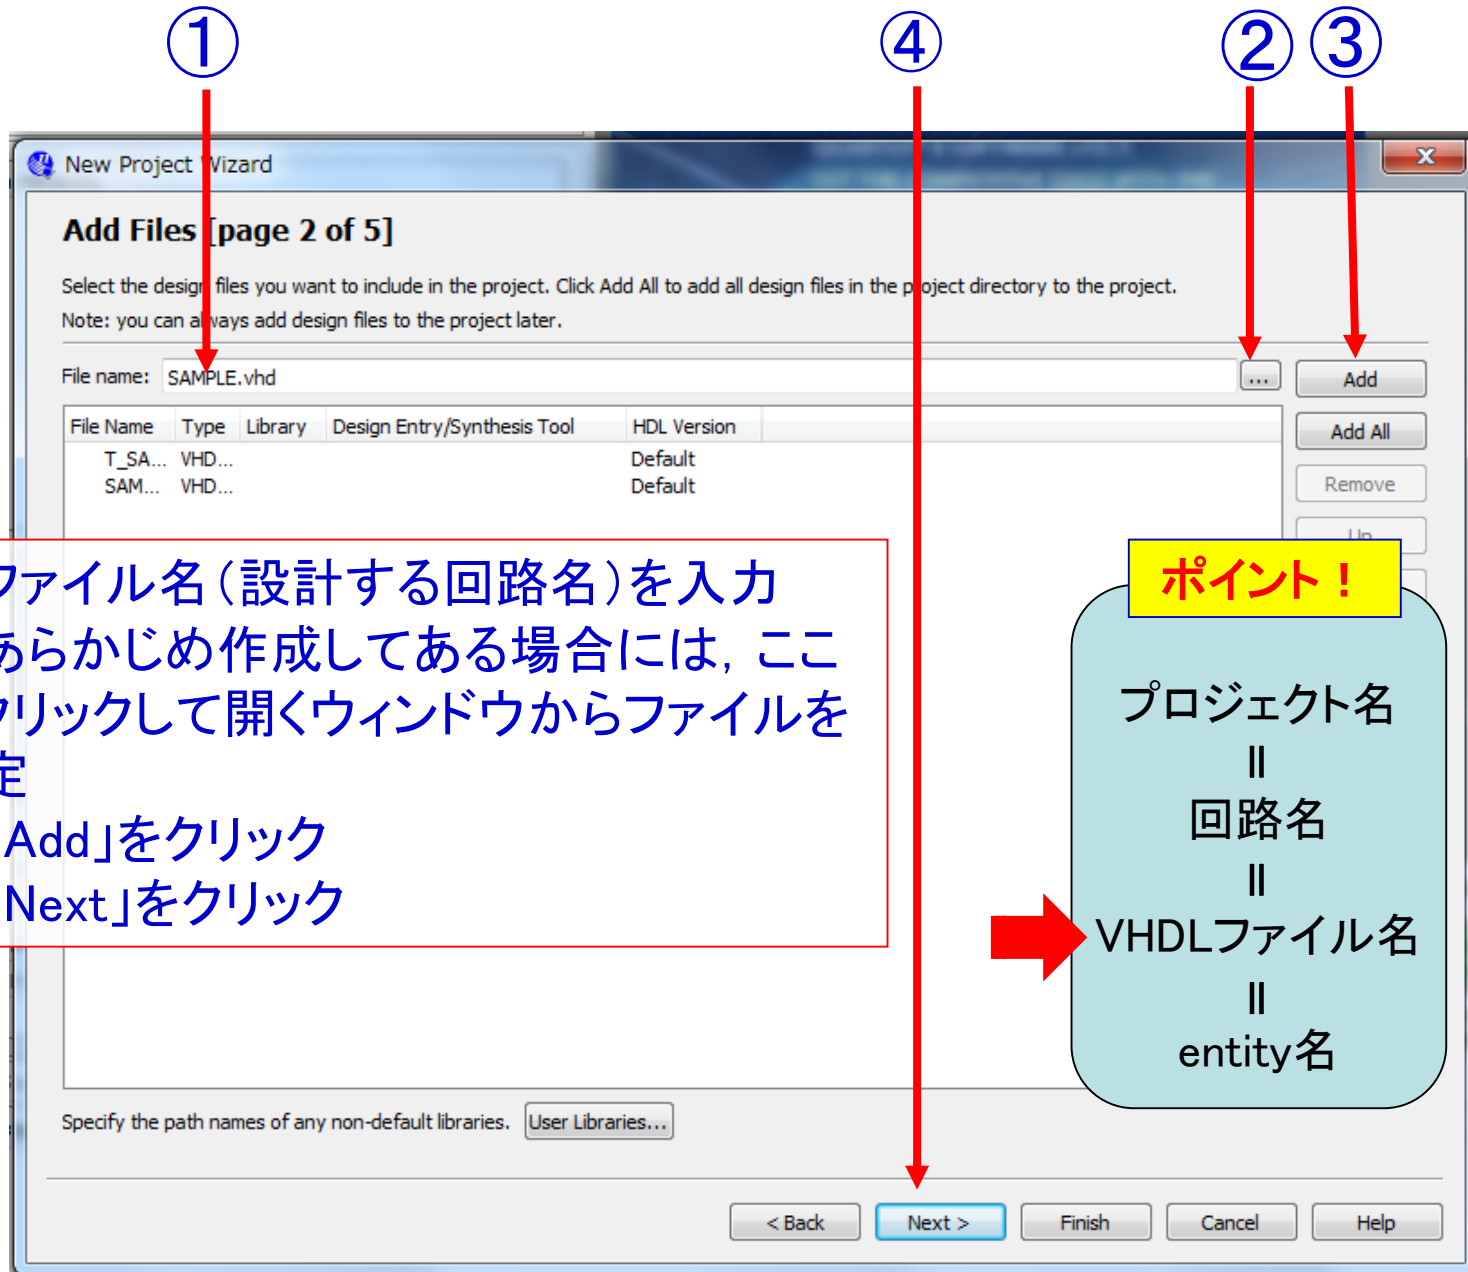 ① ④ ② ③
New Project Wizard
Add Files [page 2 of 5]
Select the design files you want to include in the project. Click Add All to add all design files in the project directory to the project.
Note: you can always add design files to the project later.
File name: SAMPLE.vhd ... Add
File Name Type Library Design Entry/Synthesis Tool HDL Version
Add All
T_SA... VHD... Default
SAM... VHD... Default
Remove
Up
ファイル名（設計する回路名）を入力
あらかじめ作成してある場合には，ここ
クリックして開くウィンドウからファイルを
定
Add」をクリック
Next」をクリック
ポイント！
プロジェクト名
＝
回路名
＝
VHDLファイル名
＝
entity名
Specify the path names of any non-default libraries. User Libraries...
< Back Next > Finish Cancel Help